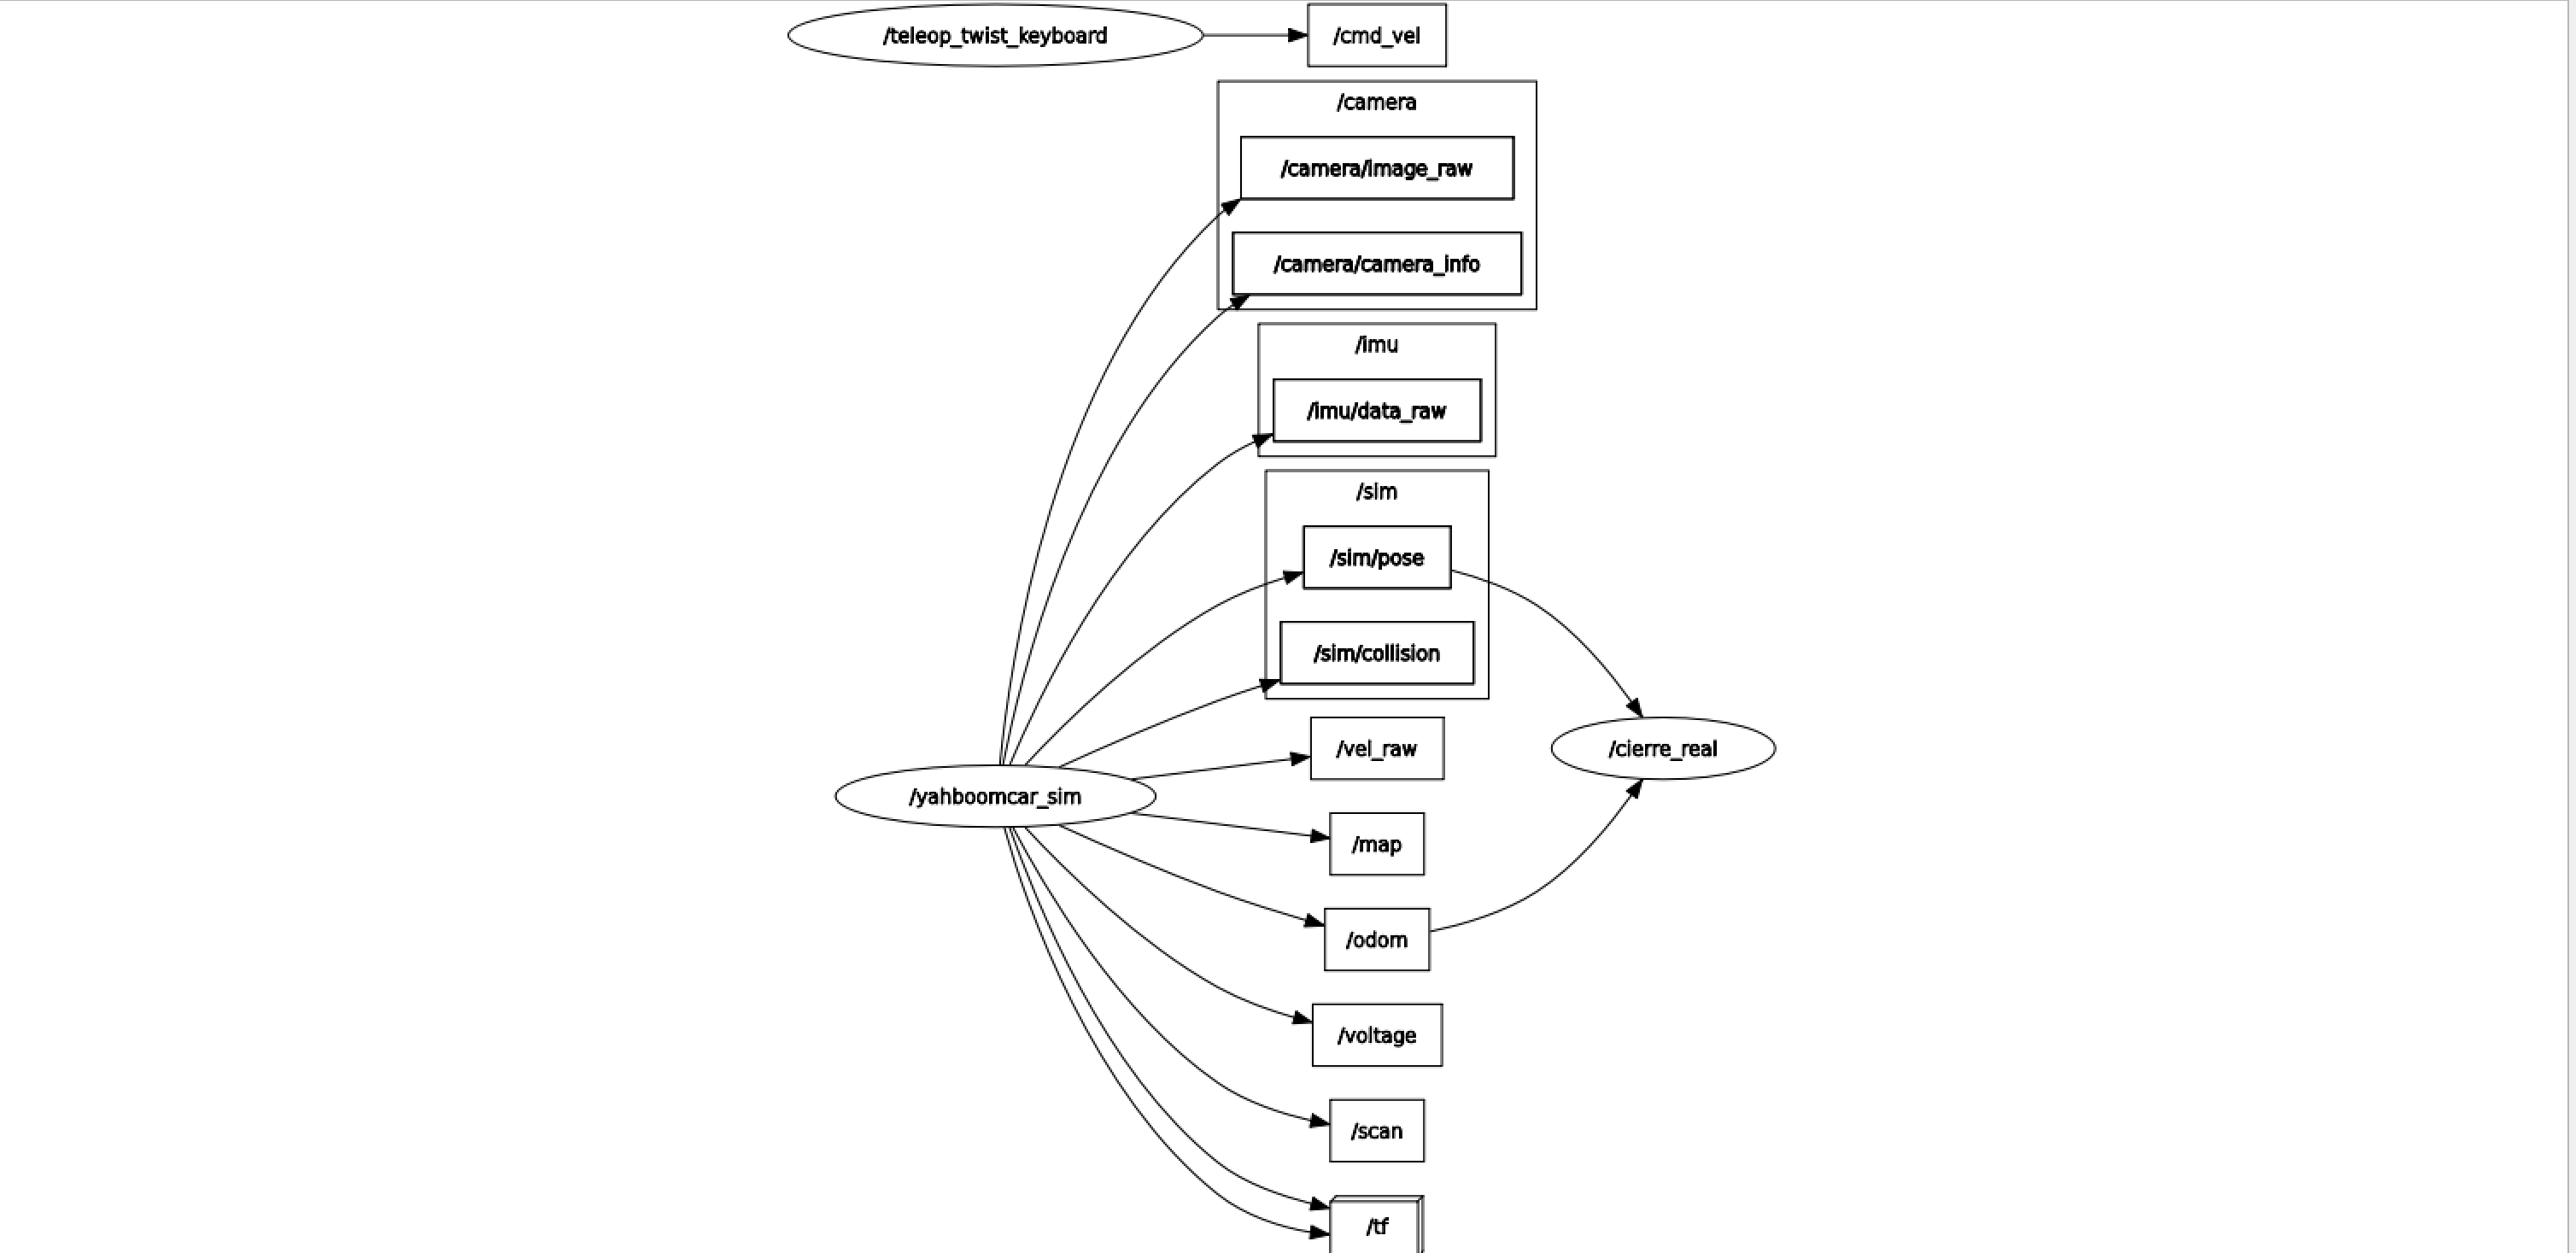 /teleop_twist_keyboard
/cmd_vel
/camera
/camera/image_raw
/camera/camera_info
/imu
/imu/data_raw
/sim
/sim/pose
/sim/collision
/vel_raw
/cierre_real
/yahboomcar_sim
/map
/odom
/voltage
/scan
/tf